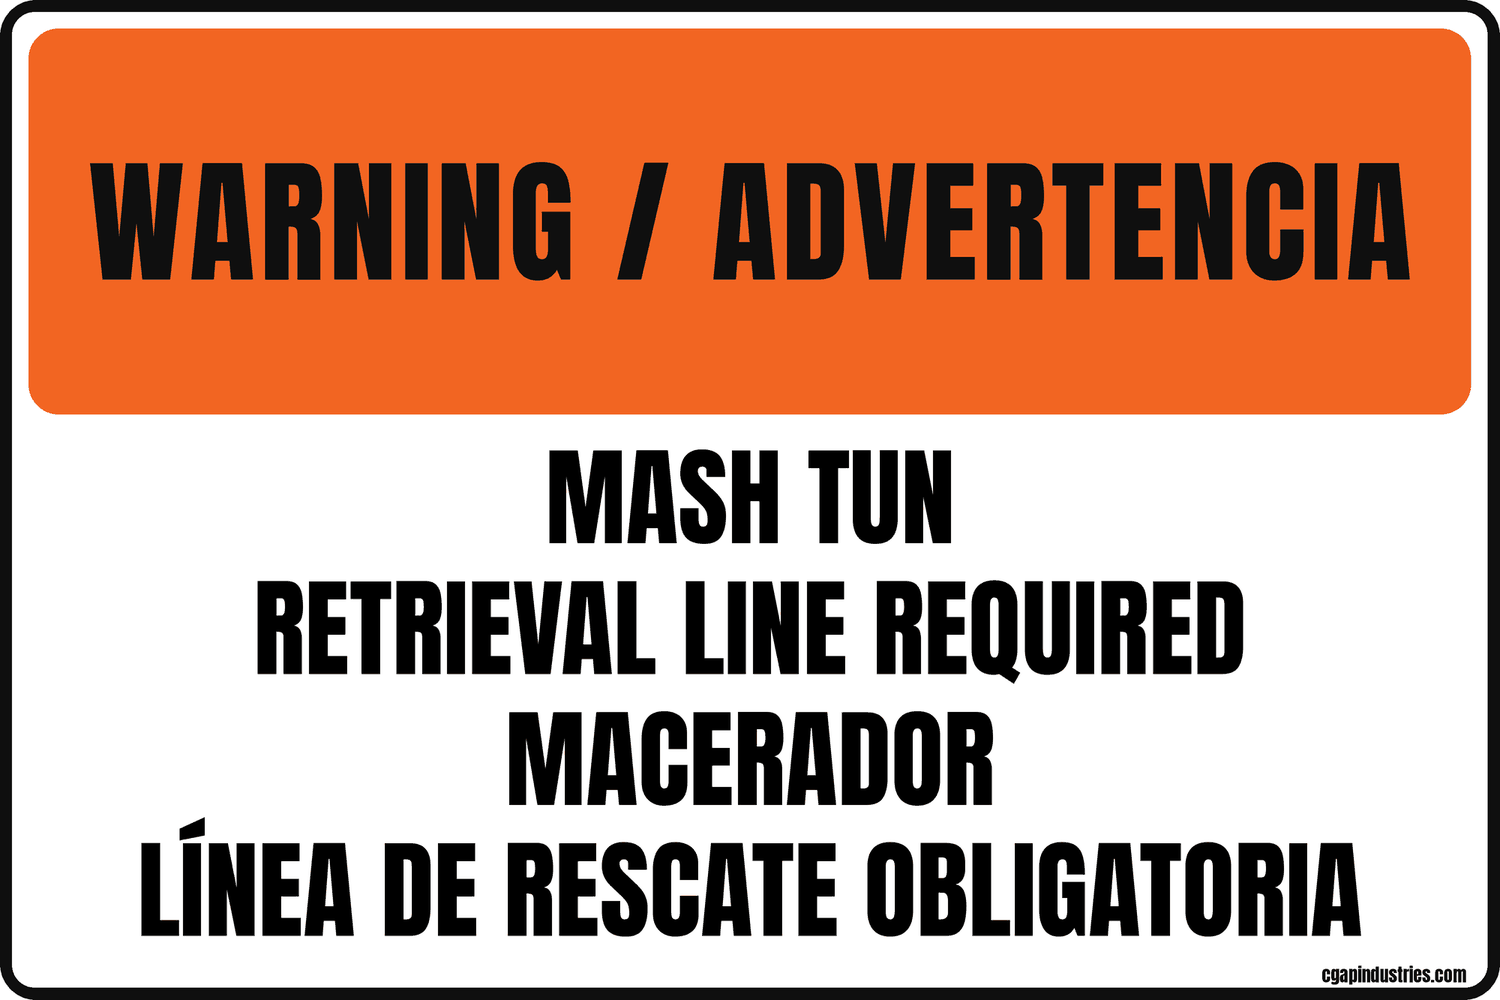 WARNING / ADVERTENCIA
MASH TUN
RETRIEVAL LINE REQUIRED
MACERADOR
LÍNEA DE RESCATE OBLIGATORIA
cgapindustries.com